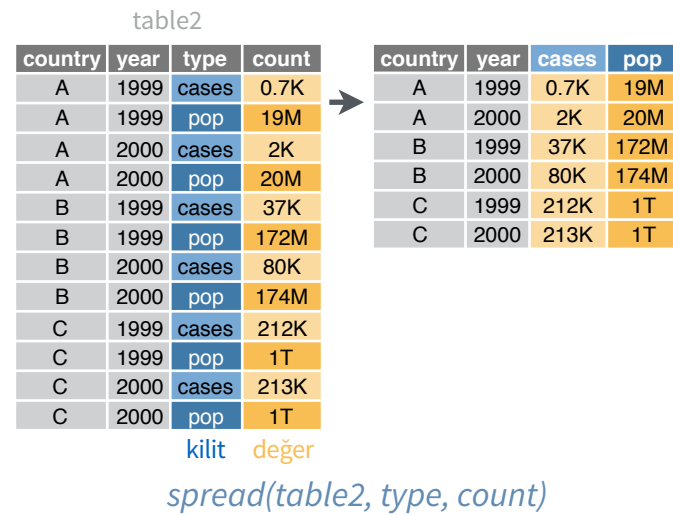 table2
country year type count
A 1999 cases 0.7K
A 1999 pop 19M
A 2000 cases 2K
A 2000 pop 20M
B 1999 cases 37K
B 1999 pop 172M
B 2000 cases 80K
B 2000 pop 174M
C 1999 cases 212K
C 1999 pop 1T
C 2000 cases 213K
C 2000 pop 1T
kilit değer
country year cases pop
A 1999 0.7K 19M
A 2000 2K 20M
B 1999 37K 172M
B 2000 80K 174M
C 1999 212K 1T
C 2000 213K 1T
spread(table2, type, count)